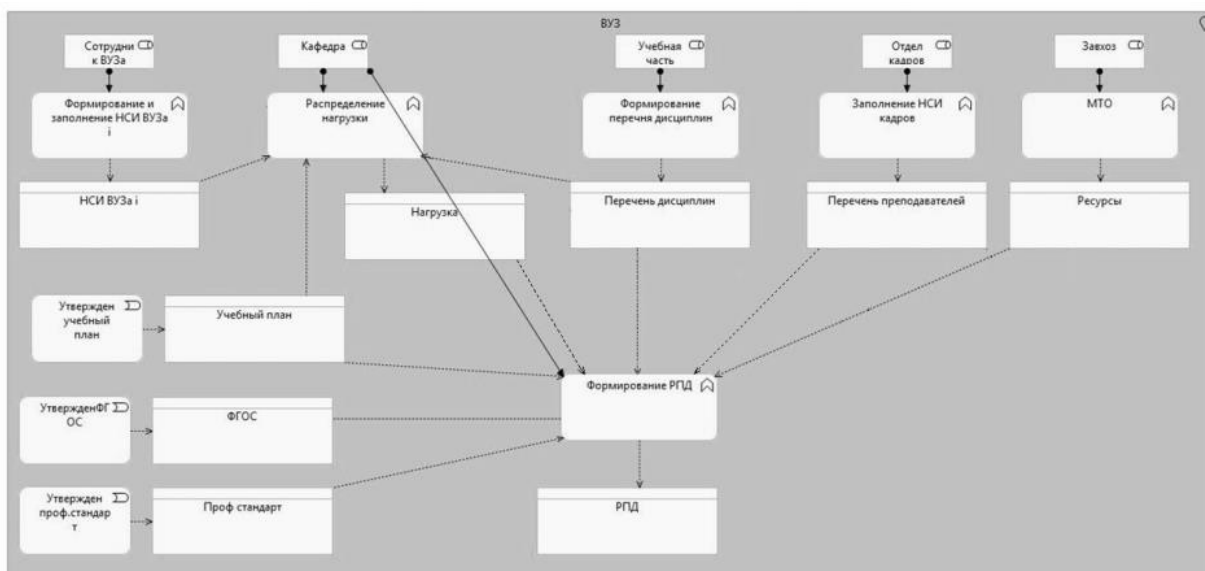 ВУЗ
Сотрудни
к ВУЗа
Кафедра
Учебная
часть
Отдел
кадров
Завхоз
Формирование и
заполнение НСИ ВУЗа
i
Распределение
нагрузки
Формирование
перечня дисциплин
Заполнение НСИ
кадров
МТО
НСИ ВУЗа i
Нагрузка
Перечень дисциплин
Перечень преподавателей
Ресурсы
Утвержден
учебный
план
Учебный план
Формирование РПД
УтвержденФГ
ОС
ФГОС
Утвержден
проф.стандар
т
Проф стандарт
РПД